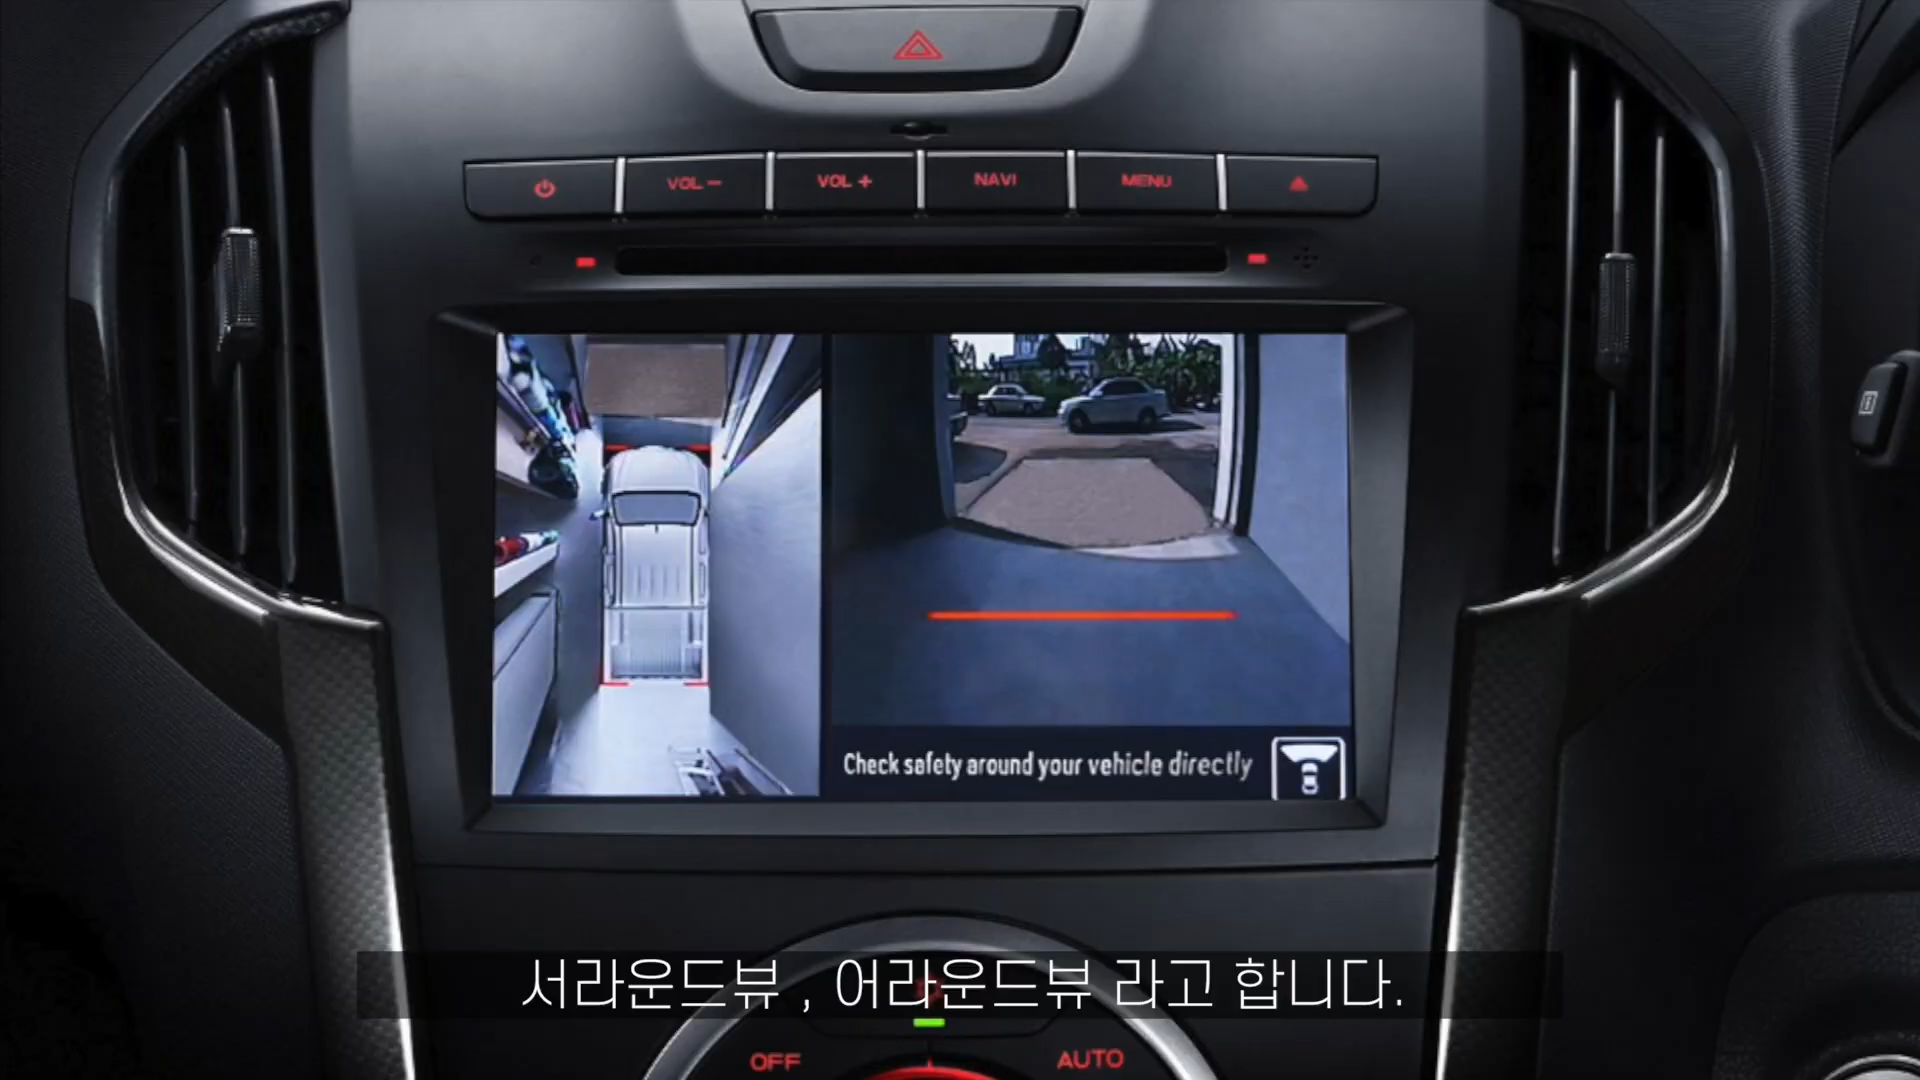 VOL −
VOL +
NAVI
MENU
Check safety around your vehicle directly
서라운드뷰 , 어라운드뷰 라고 합니다.
OFF
AUTO